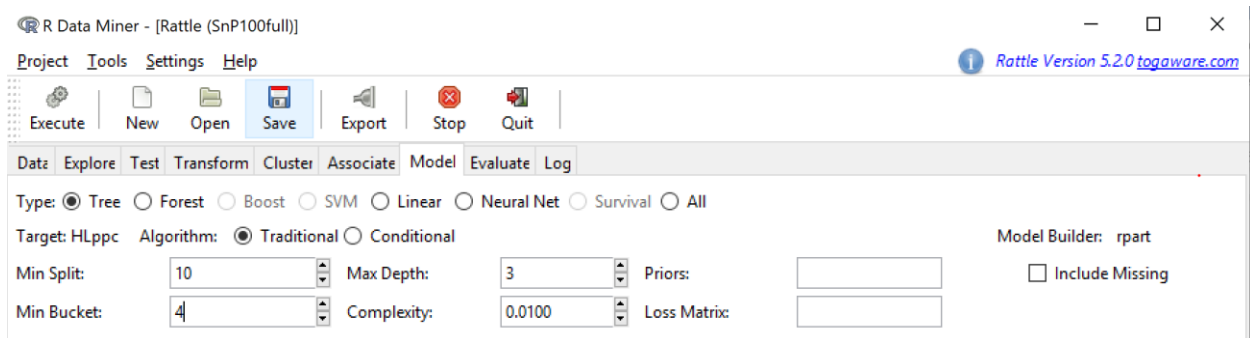 R Data Miner - [Rattle (SnP100full)]
Project Tools Settings Help Rattle Version 5.2.0 togaware.com
Execute New Open Save Export Stop Quit
Data Explore Test Transform Cluster Associate Model Evaluate Log
Type: Tree Forest Boost SVM Linear Neural Net Survival All
Target: HLppc Algorithm: Traditional Conditional Model Builder: rpart
Min Split: 10 Max Depth: 3 Priors: Include Missing
Min Bucket: 4 Complexity: 0.0100 Loss Matrix: